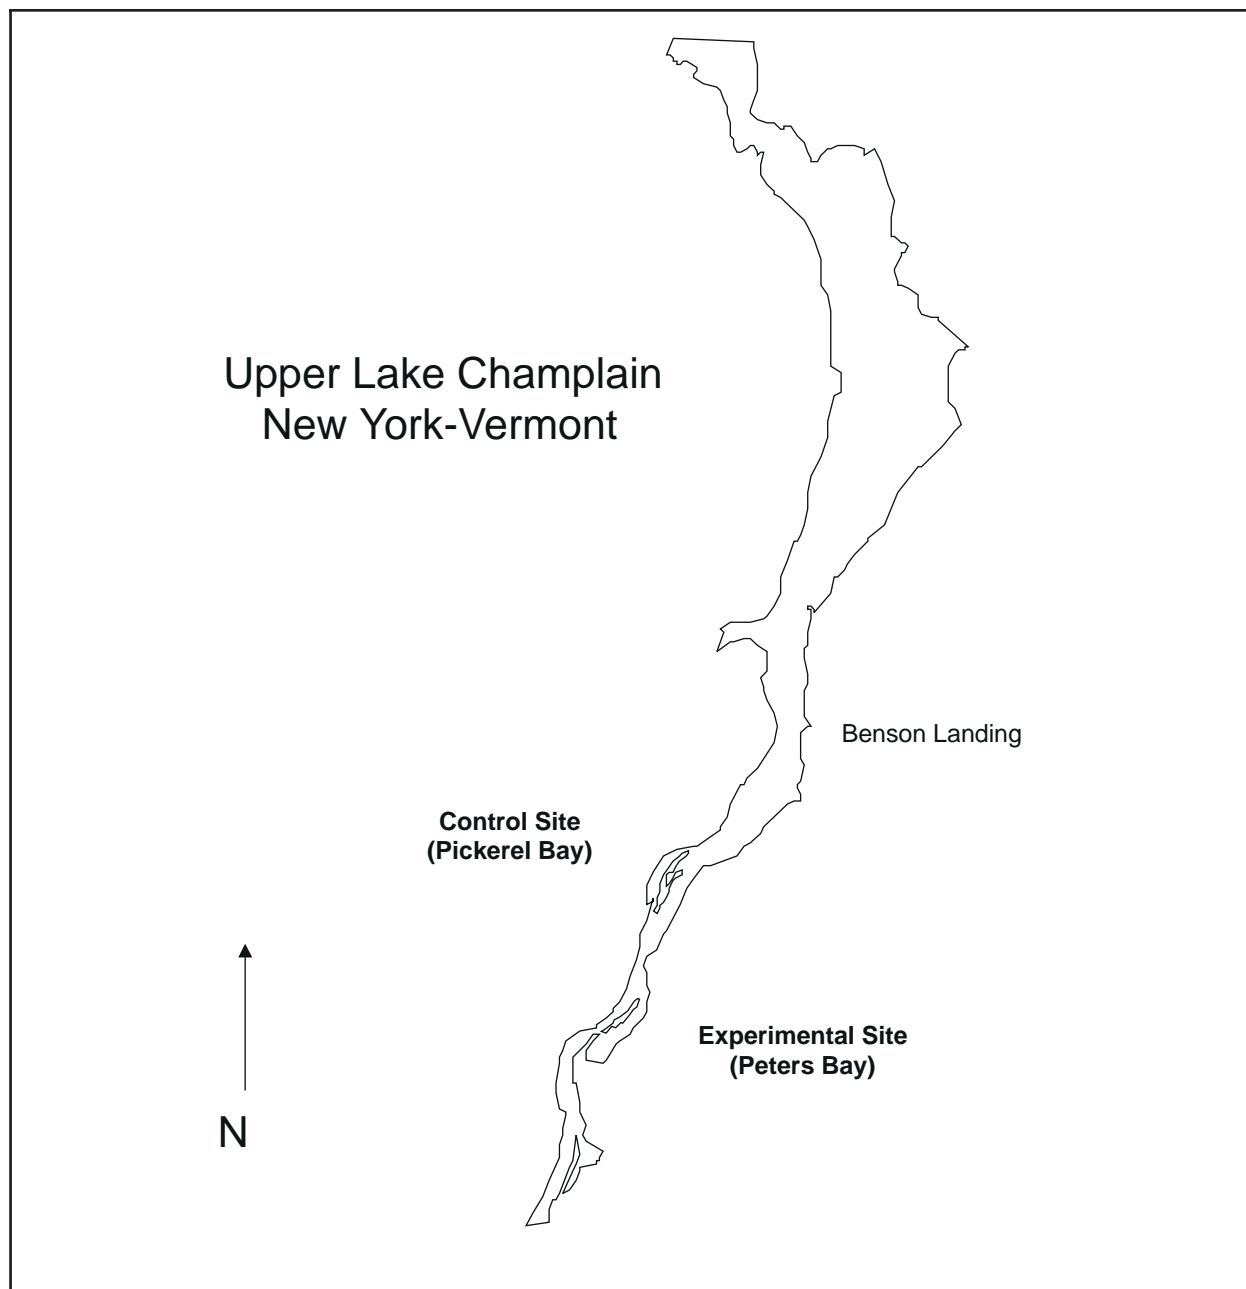 Upper Lake Champlain
New York-Vermont
Benson Landing
Control Site
(Pickerel Bay)
Experimental Site
(Peters Bay)
N